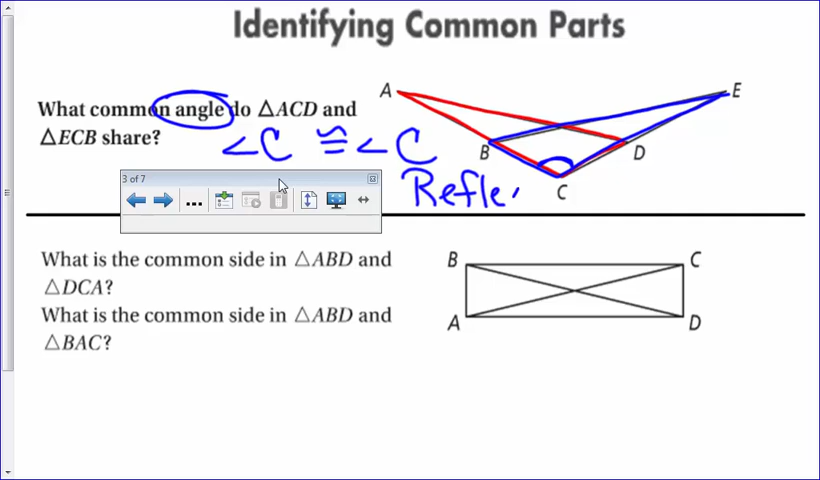 Identifying Common Parts
What common angle do △ACD and
△ECB share?
∠C ≅ ∠C
Refle
A
E
B
D
C
3 of 7
...
What is the common side in △ABD and
△DCA?
What is the common side in △ABD and
△BAC?
B
C
A
D